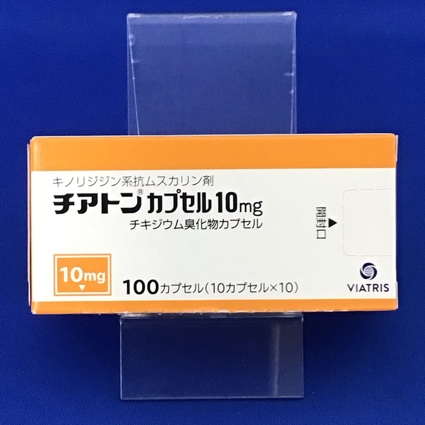 キノリジジン系抗ムスカリン剤
チアトン®カプセル10mg
チキジウム臭化物カプセル
開封口
10mg
100カプセル(10カプセル×10)
VIATRIS